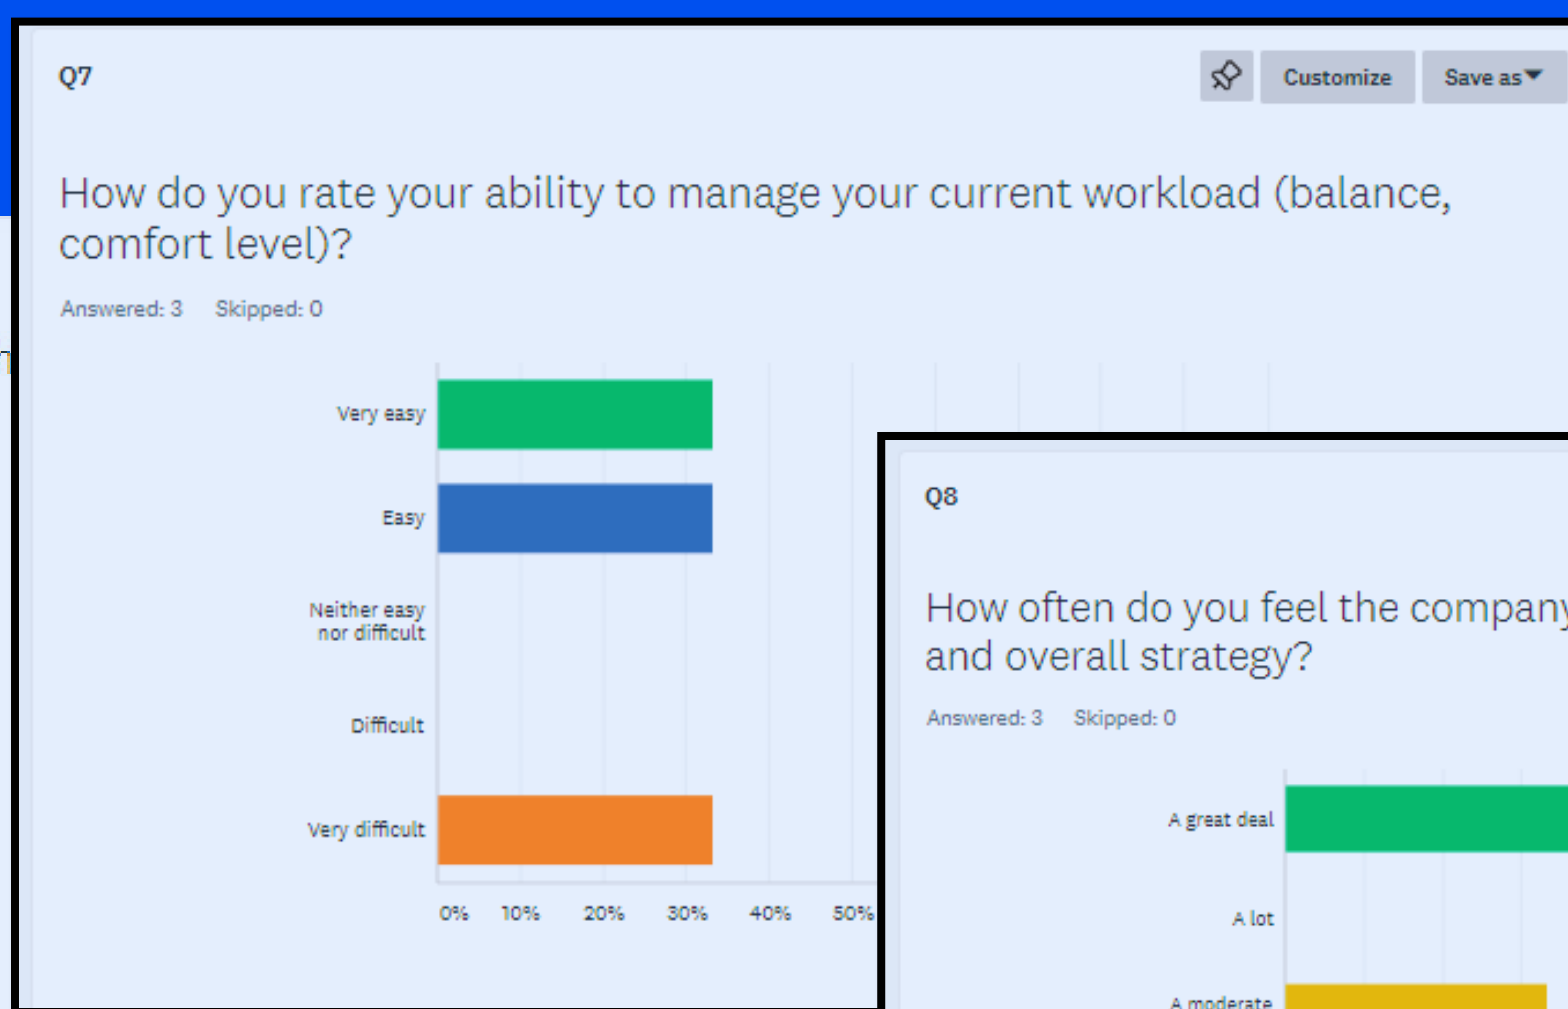 Q7
Customize
Save as
How do you rate your ability to manage your current workload (balance,
comfort level)?
Answered: 3 Skipped: 0
Very easy
Easy
Neither easy
nor difficult
Difficult
Very difficult
0% 10% 20% 30% 40% 50%
Q8
How often do you feel the company
and overall strategy?
Answered: 3 Skipped: 0
A great deal
A lot
A moderate